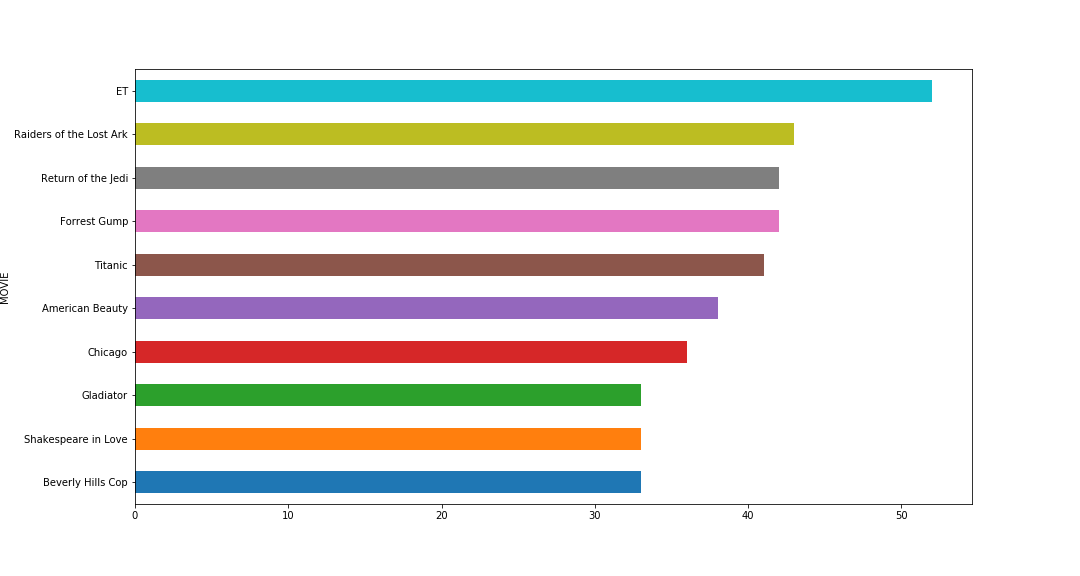 MOVIE
ET
Raiders of the Lost Ark
Return of the Jedi
Forrest Gump
Titanic
American Beauty
Chicago
Gladiator
Shakespeare in Love
Beverly Hills Cop
0 10 20 30 40 50